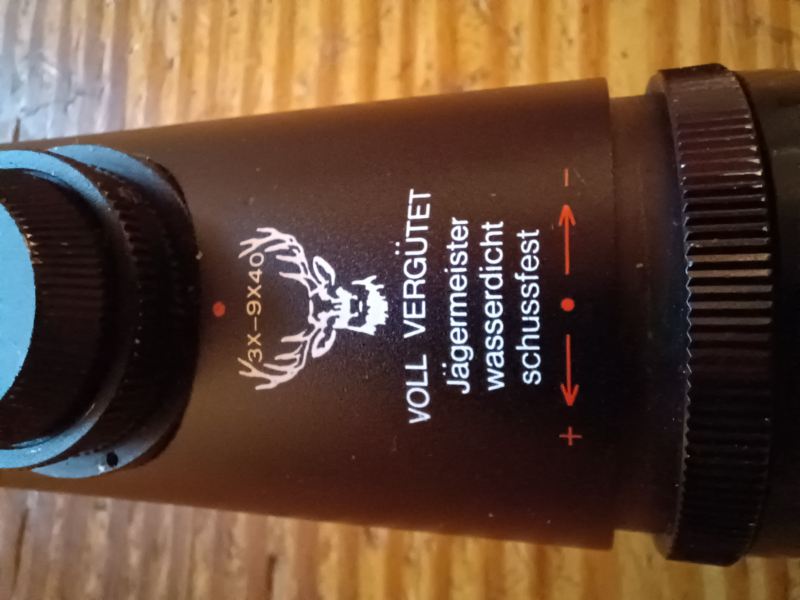 3X–9X40
VOLL VERGÜTET
Jägermeister
wasserdicht
schussfest
+ ← • → −